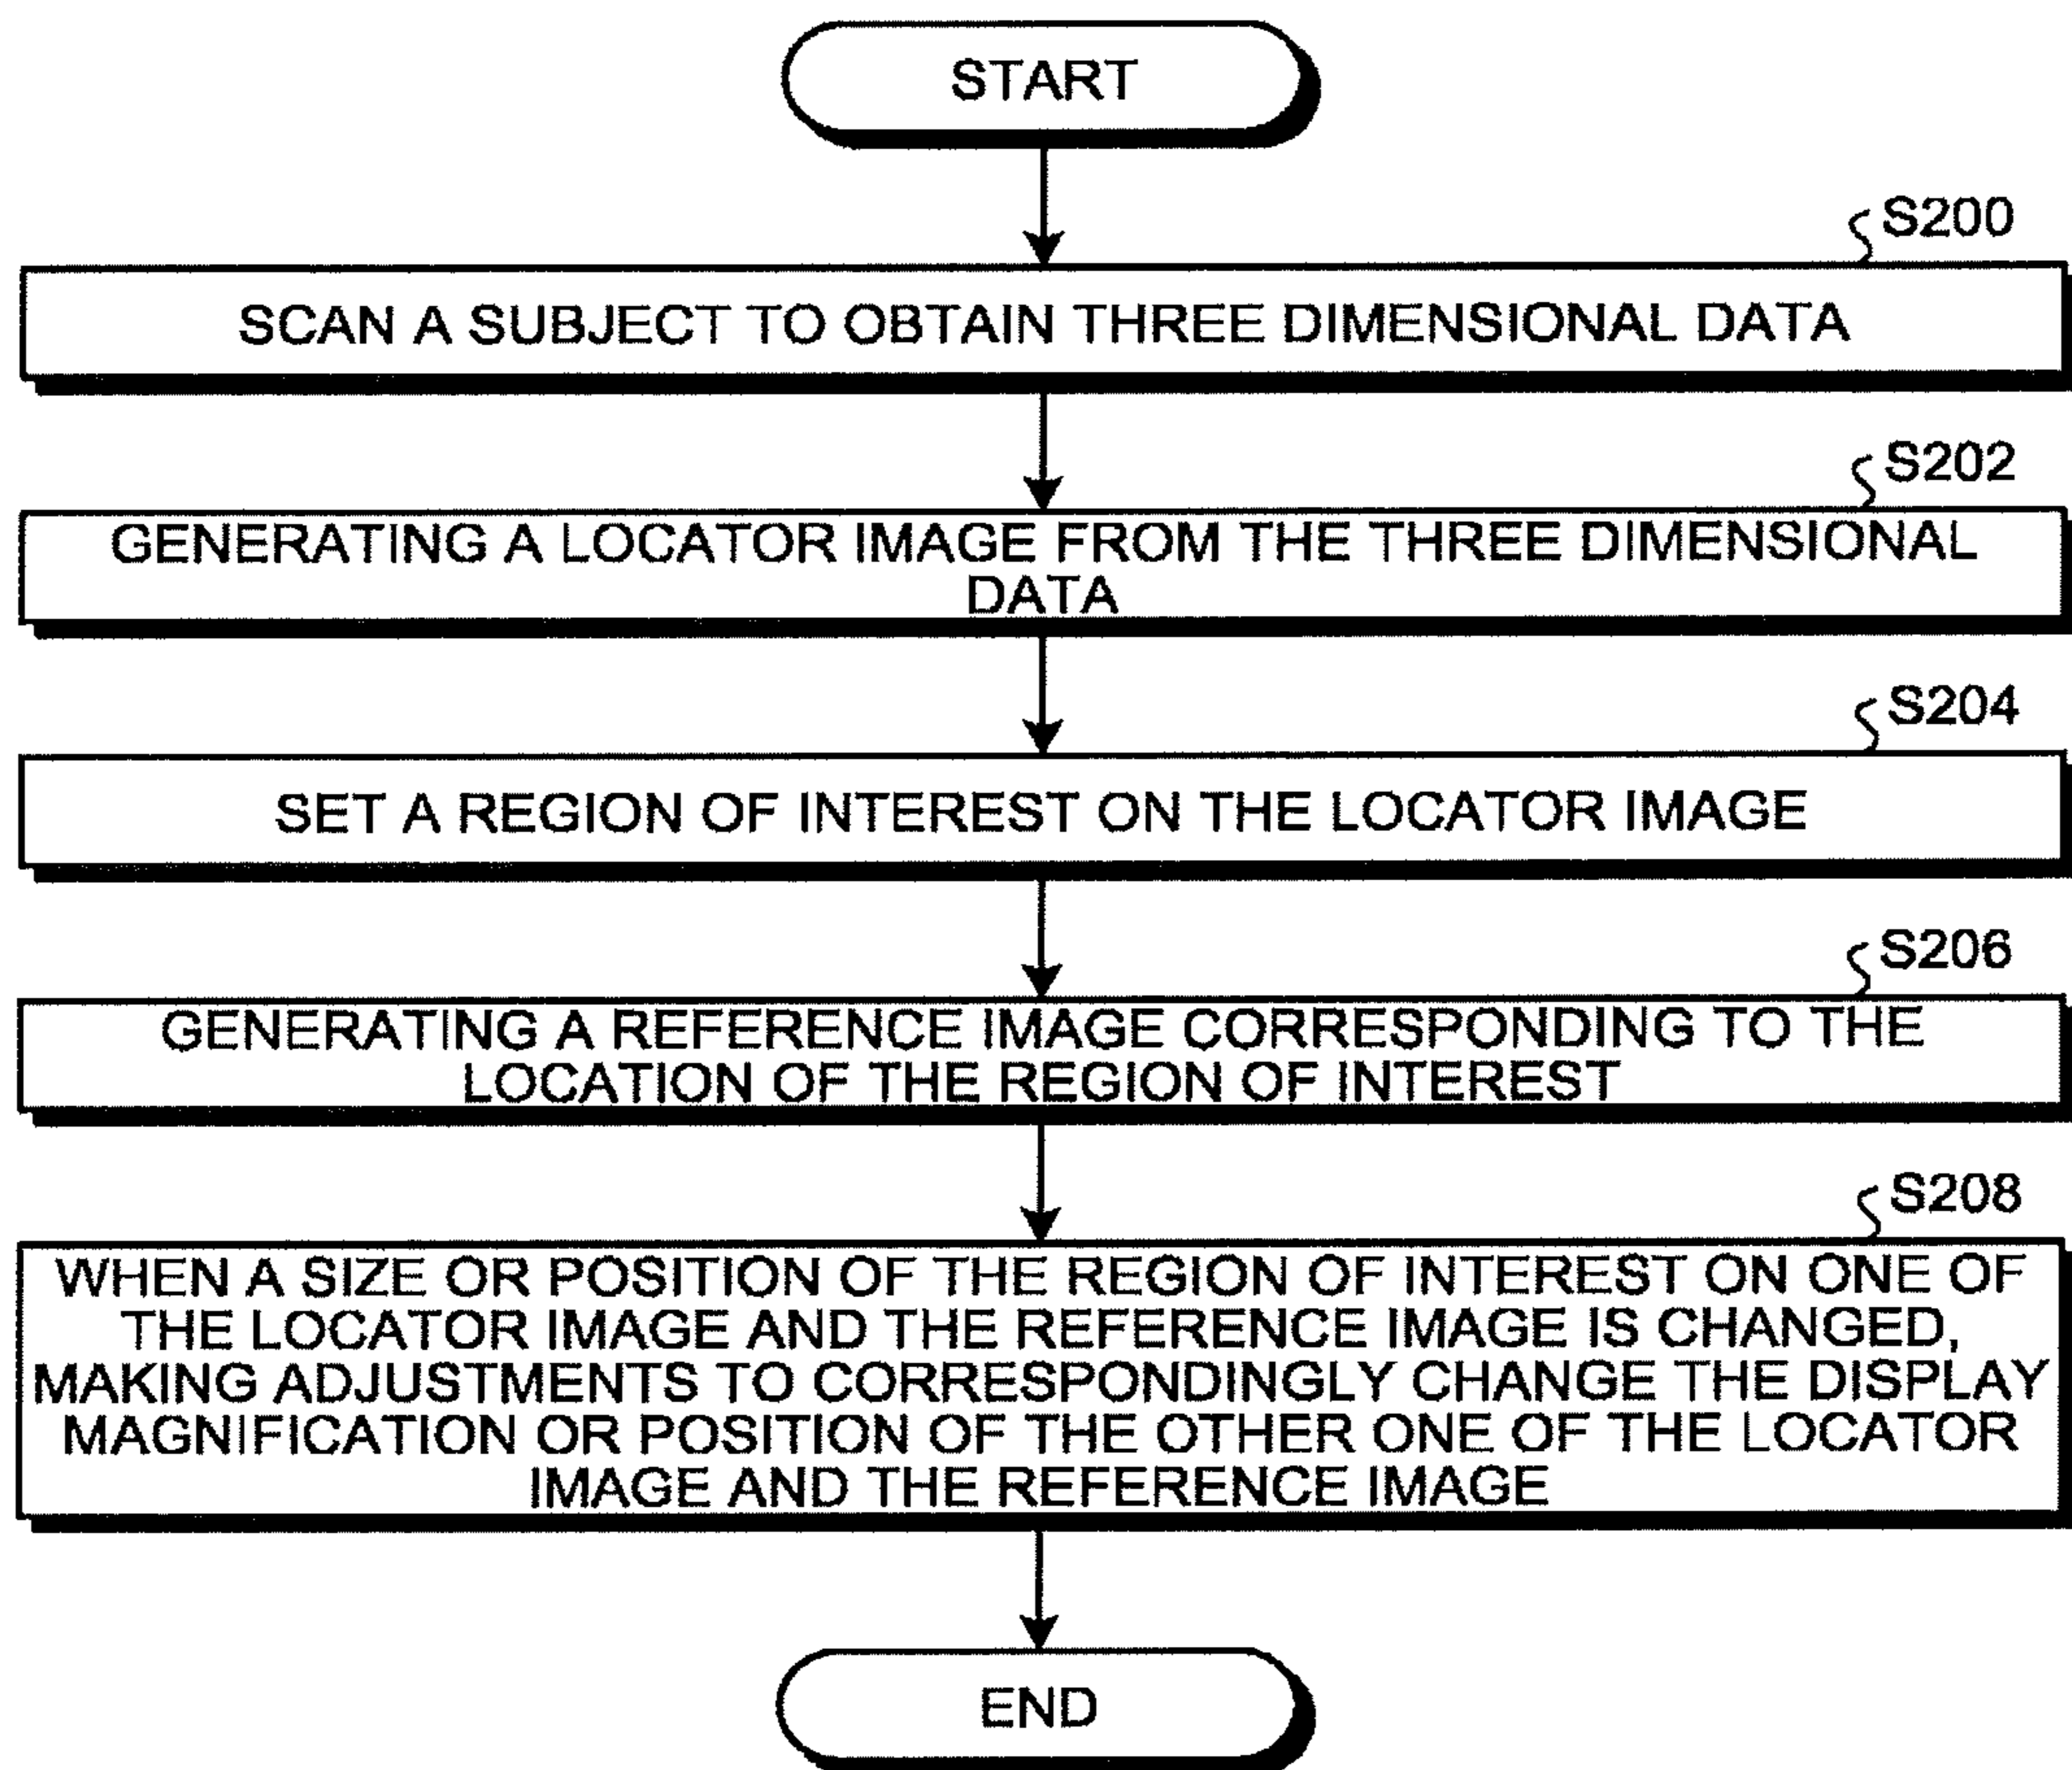 START
S200
SCAN A SUBJECT TO OBTAIN THREE DIMENSIONAL DATA
S202
GENERATING A LOCATOR IMAGE FROM THE THREE DIMENSIONAL
DATA
S204
SET A REGION OF INTEREST ON THE LOCATOR IMAGE
S206
GENERATING A REFERENCE IMAGE CORRESPONDING TO THE
LOCATION OF THE REGION OF INTEREST
S208
WHEN A SIZE OR POSITION OF THE REGION OF INTEREST ON ONE OF
THE LOCATOR IMAGE AND THE REFERENCE IMAGE IS CHANGED,
MAKING ADJUSTMENTS TO CORRESPONDINGLY CHANGE THE DISPLAY
MAGNIFICATION OR POSITION OF THE OTHER ONE OF THE LOCATOR
IMAGE AND THE REFERENCE IMAGE
END